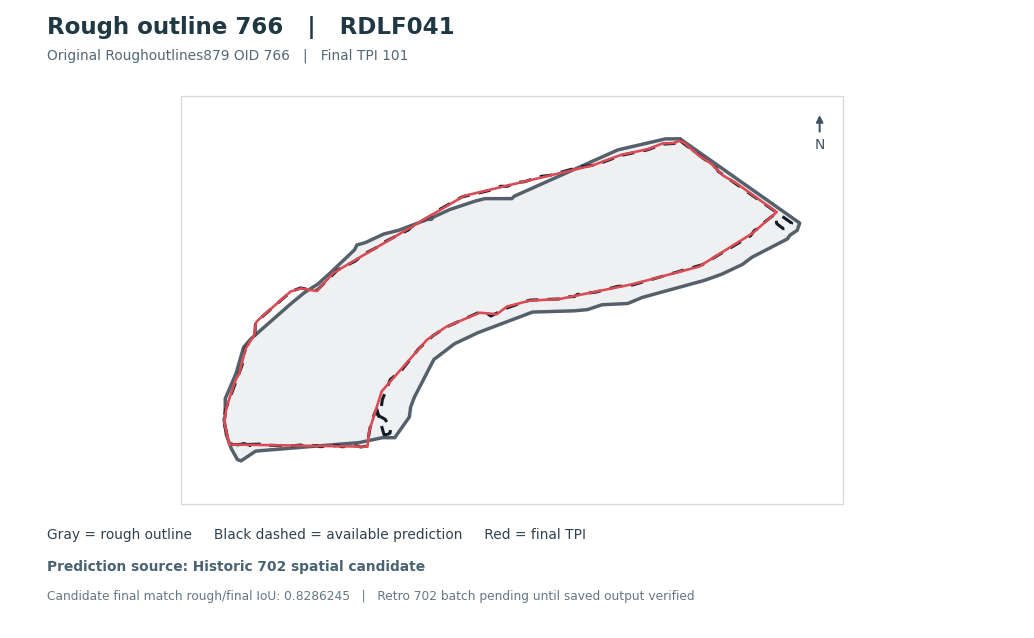 Rough outline 766   |   RDLF041
Original Roughoutlines879 OID 766   |   Final TPI 101
N
Gray = rough outline     Black dashed = available prediction     Red = final TPI
Prediction source: Historic 702 spatial candidate
Candidate final match rough/final IoU: 0.8286245   |   Retro 702 batch pending until saved output verified